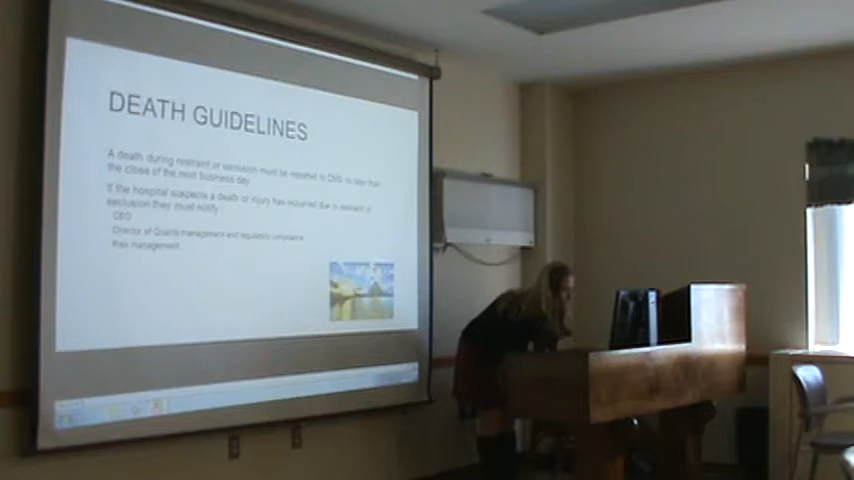 DEATH GUIDELINES
A death during restraint or seclusion must be reported to CMS no later than
the close of the next business day
If the hospital suspects a death or injury has occurred due to restraint or
seclusion they must notify
CEO
Director of Quality management and regulatory compliance
Risk management